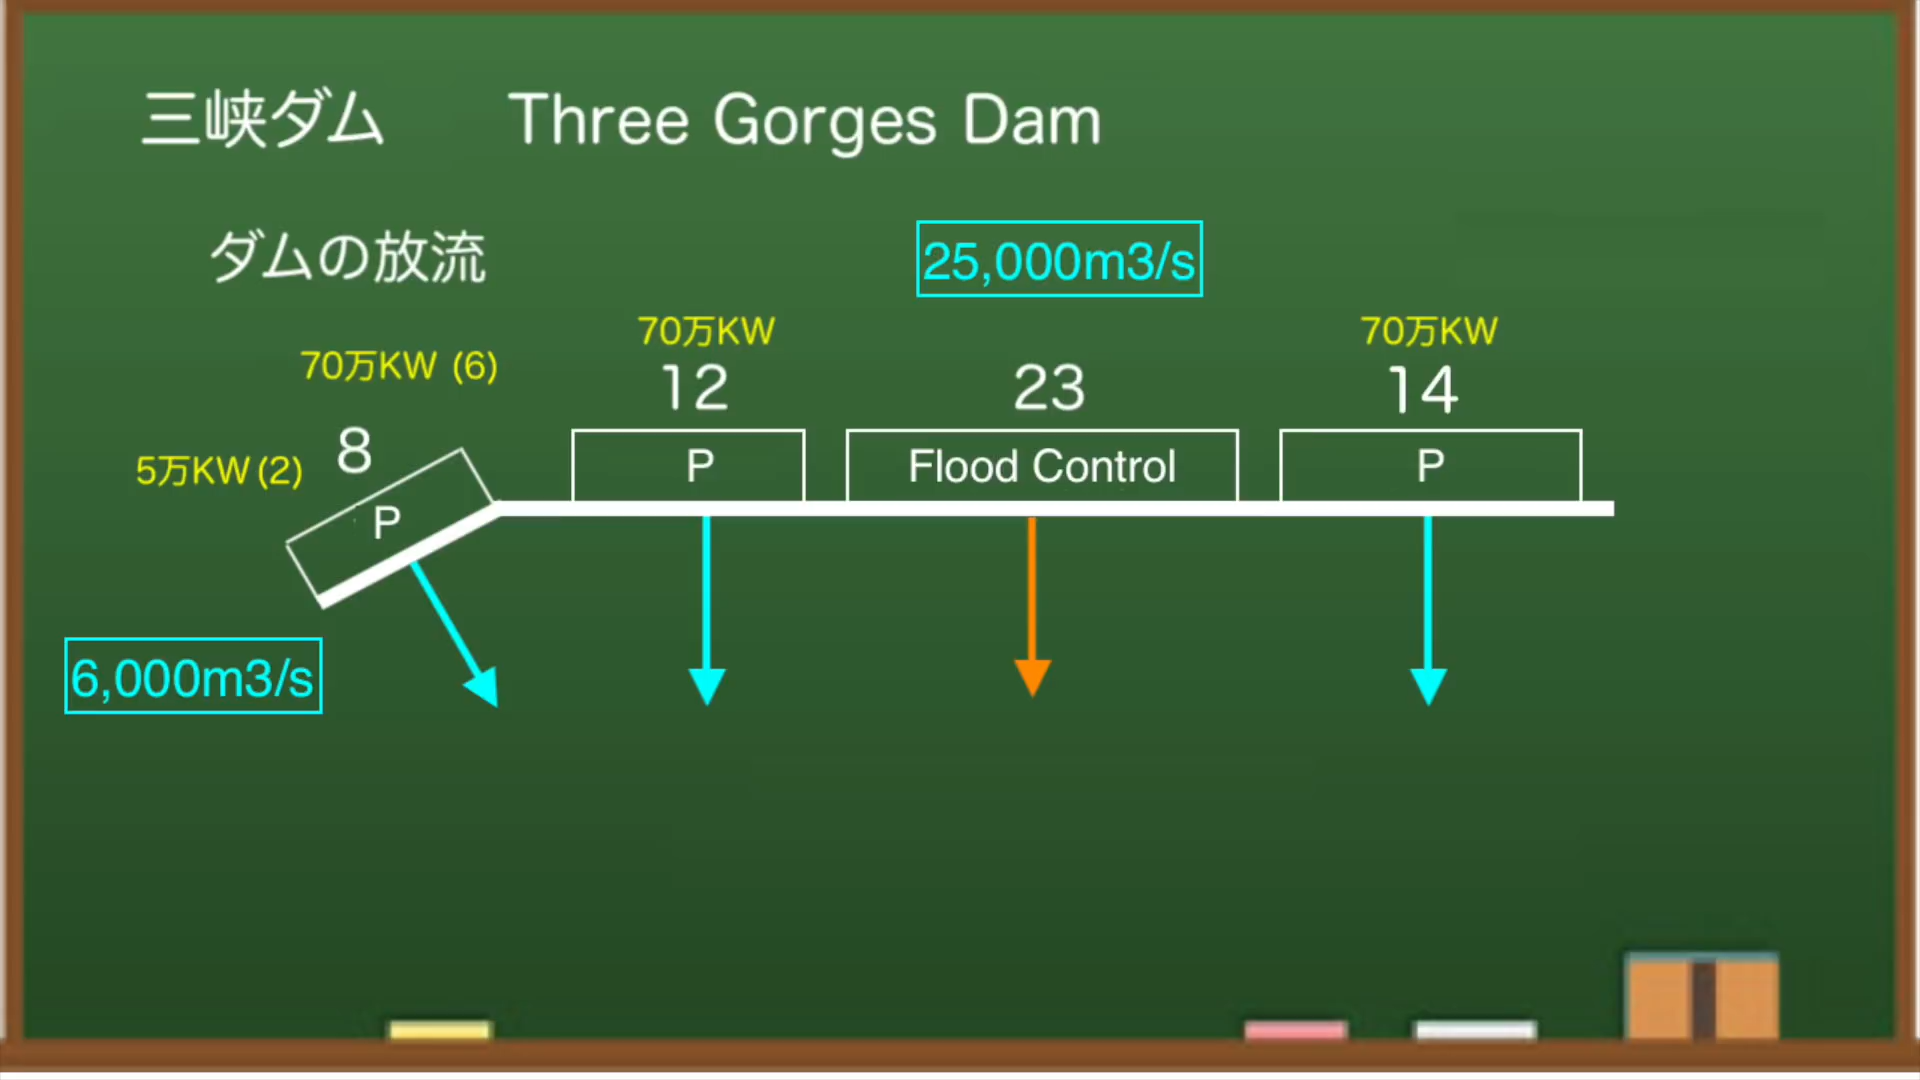 三峡ダム Three Gorges Dam
ダムの放流
25,000m3/s
70万KW (6)
70万KW
70万KW
5万KW (2)
8
12
23
14
P
P
Flood Control
P
6,000m3/s